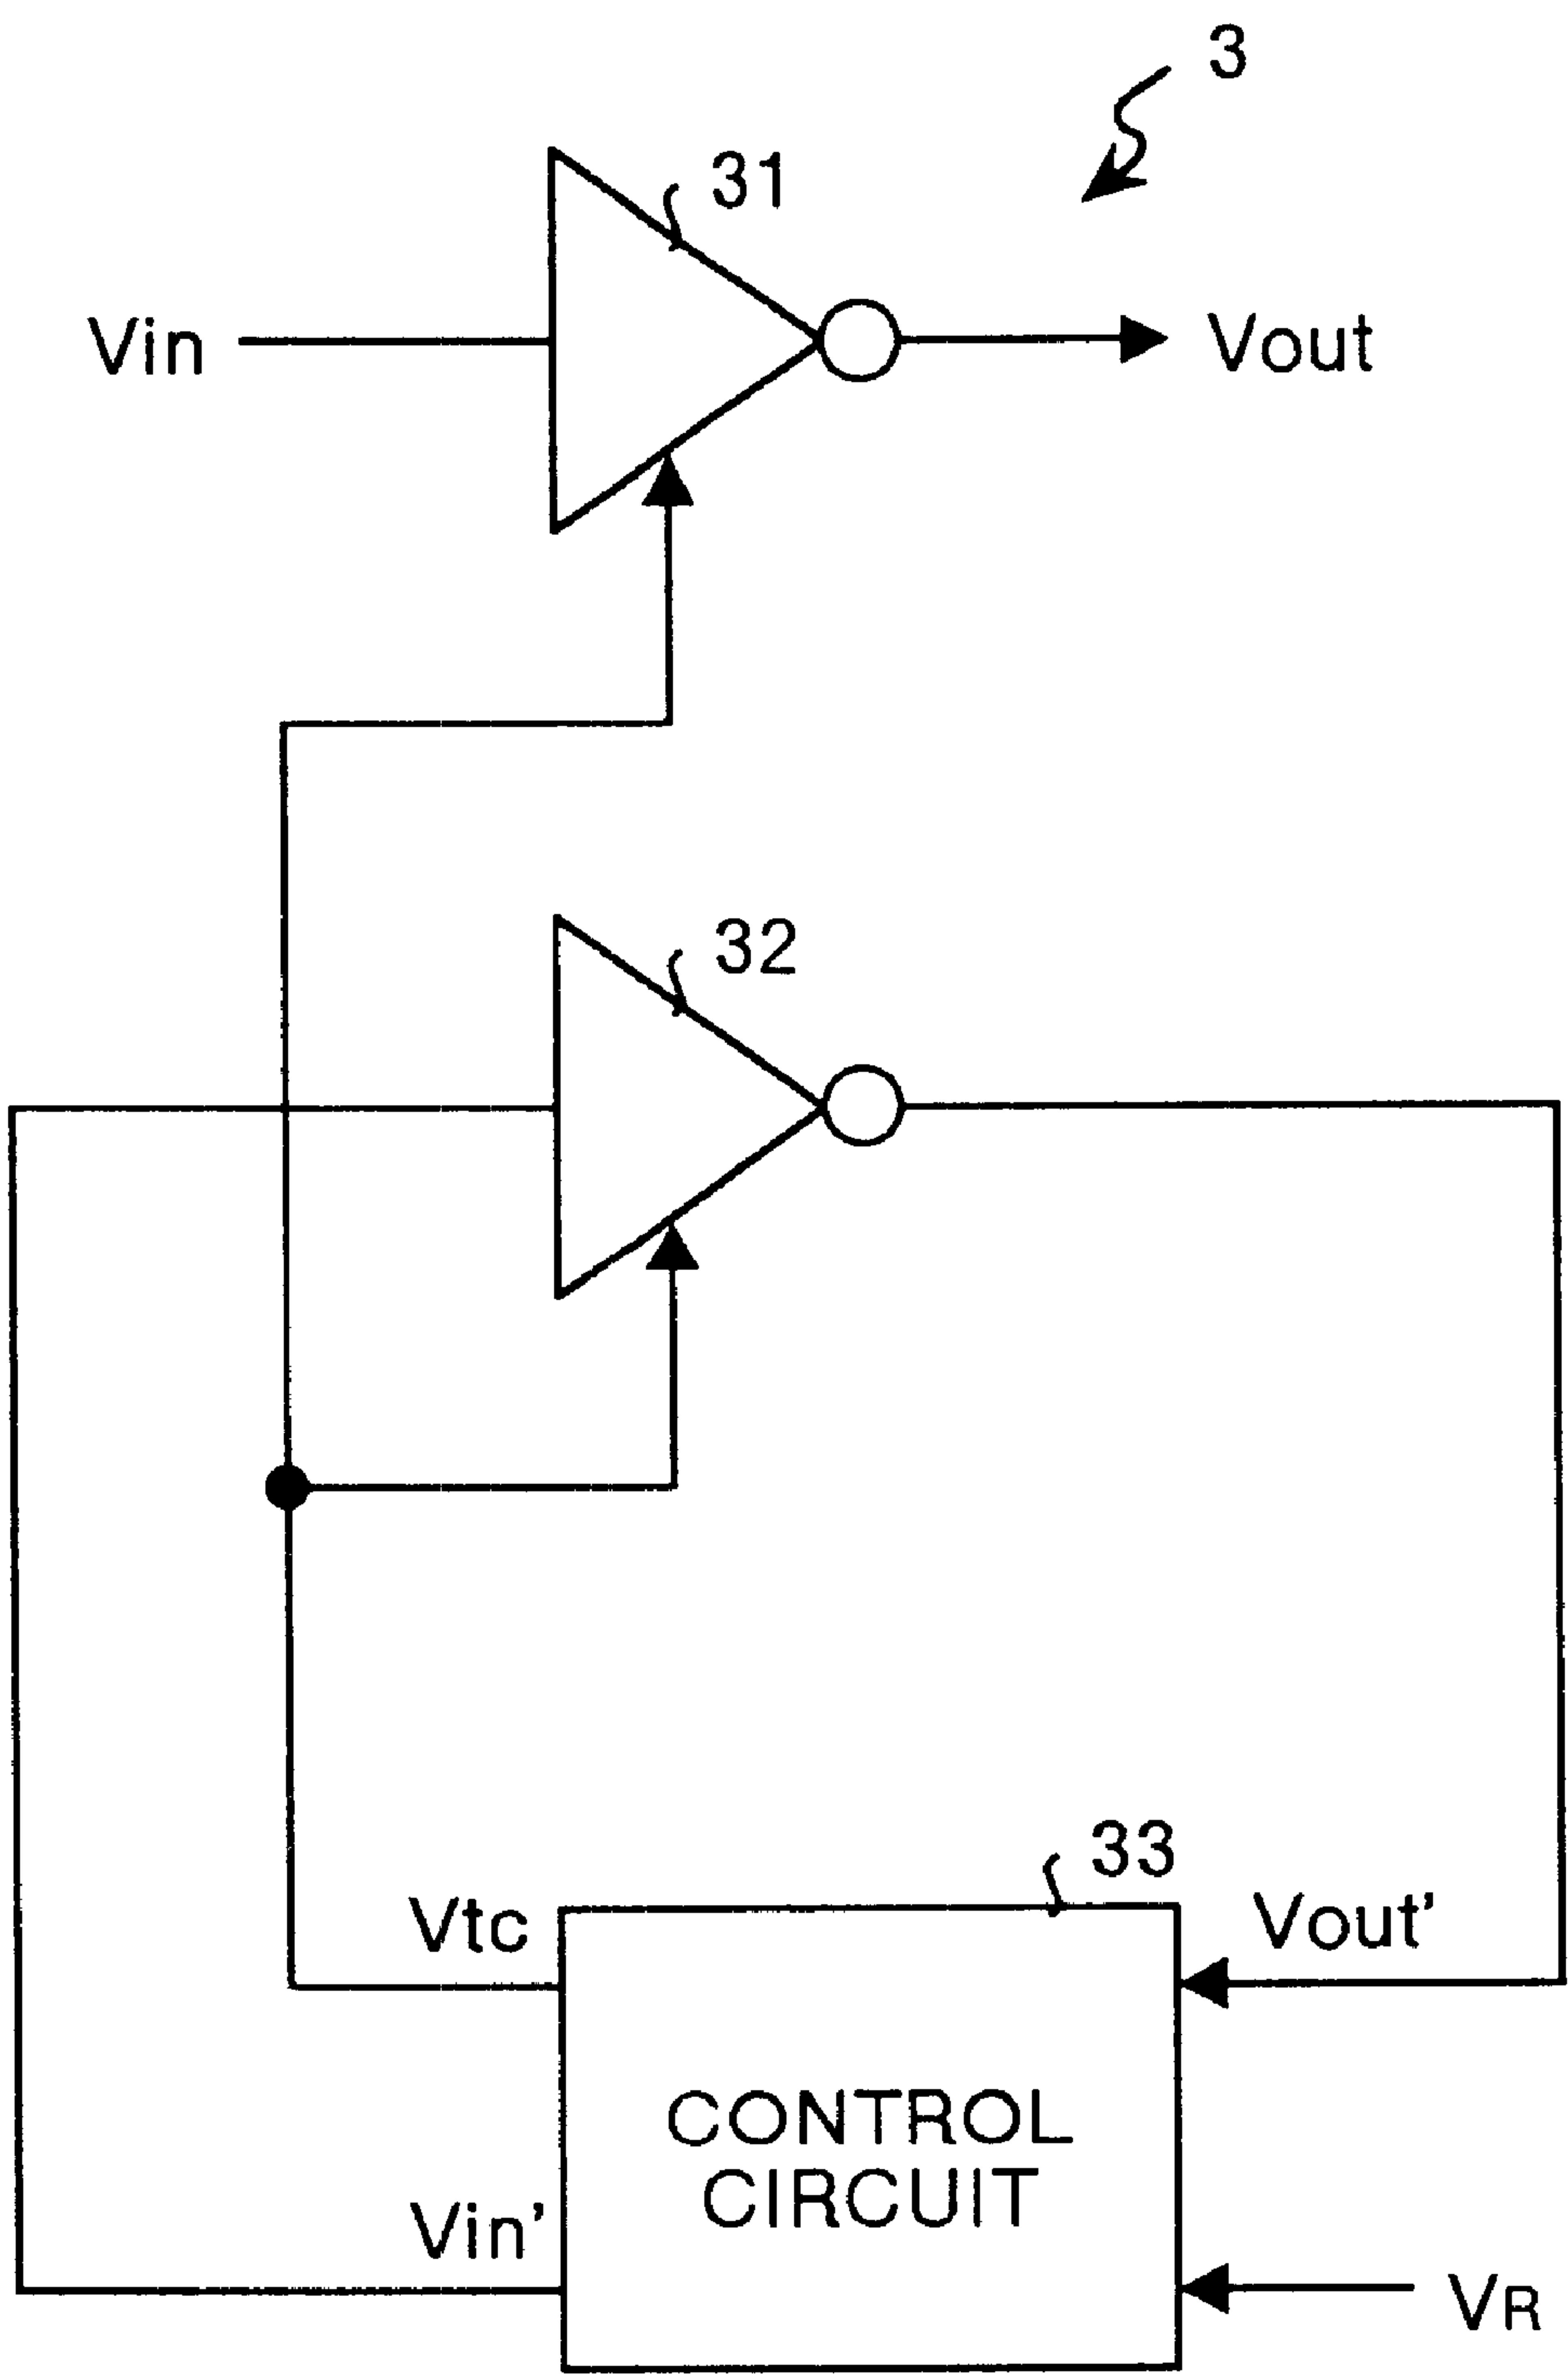 3
31
Vin
Vout
32
33
Vtc
Vout'
CONTROL
CIRCUIT
Vin'
VR